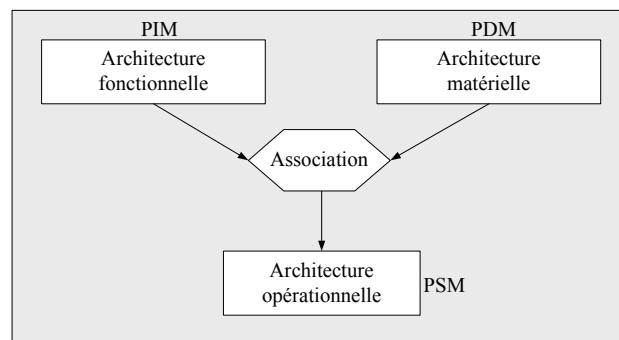 PIM
PDM
Architecture
fonctionnelle
Architecture
matérielle
Association
Architecture
opérationnelle
PSM